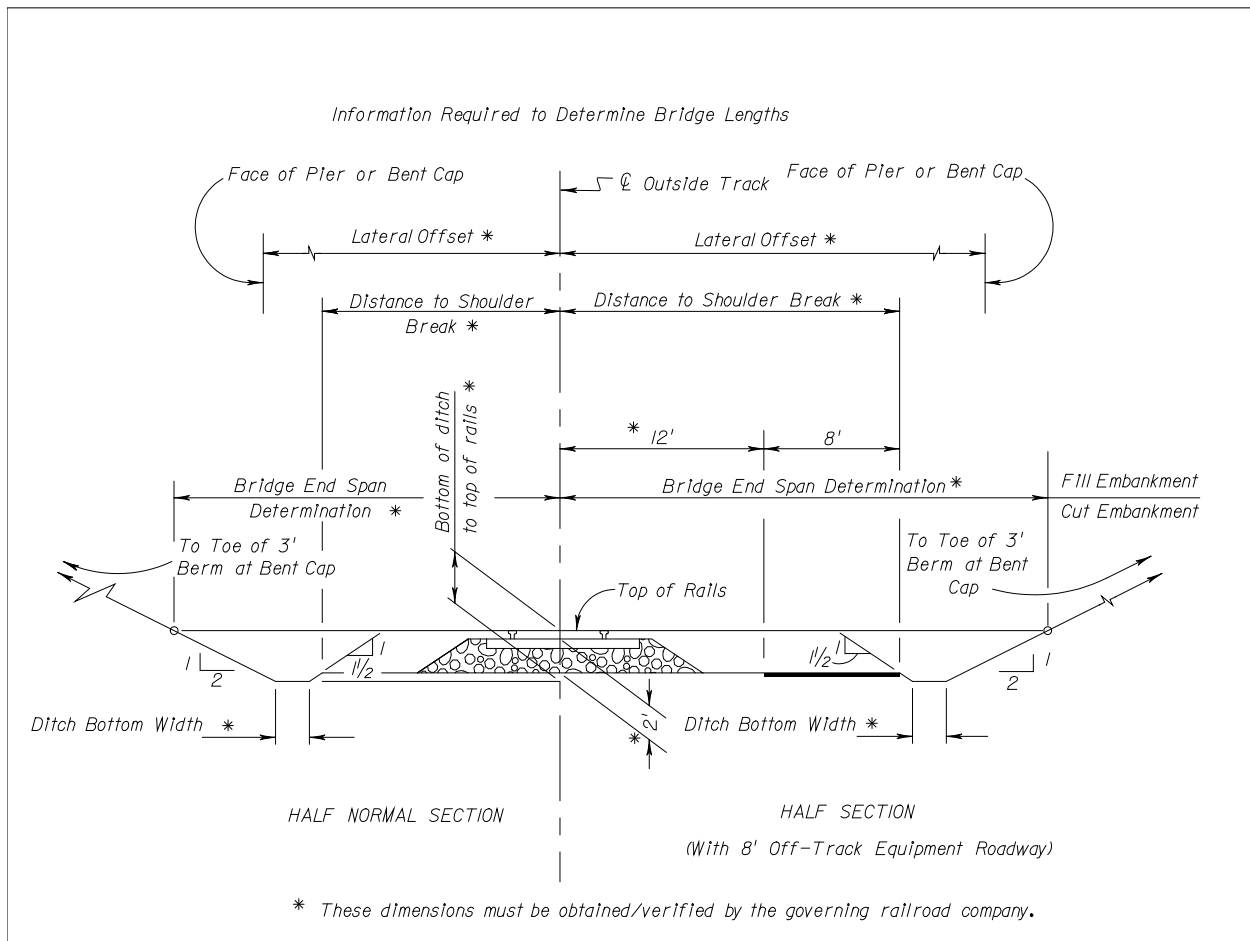 Information Required to Determine Bridge Lengths
Face of Pier or Bent Cap
℄ Outside Track
Face of Pier or Bent Cap
Lateral Offset *
Lateral Offset *
Distance to Shoulder
Break *
Distance to Shoulder Break *
Bottom of ditch
to top of rails *
* 12'
8'
Bridge End Span
Determination *
Bridge End Span Determination *
Fill Embankment
Cut Embankment
To Toe of 3'
Berm at Bent Cap
To Toe of 3'
Berm at Bent
Cap
Top of Rails
1
2
1
1 1/2
1
1 1/2
1
2
Ditch Bottom Width *
* 2'
Ditch Bottom Width *
HALF NORMAL SECTION
HALF SECTION
(With 8' Off-Track Equipment Roadway)
* These dimensions must be obtained/verified by the governing railroad company.